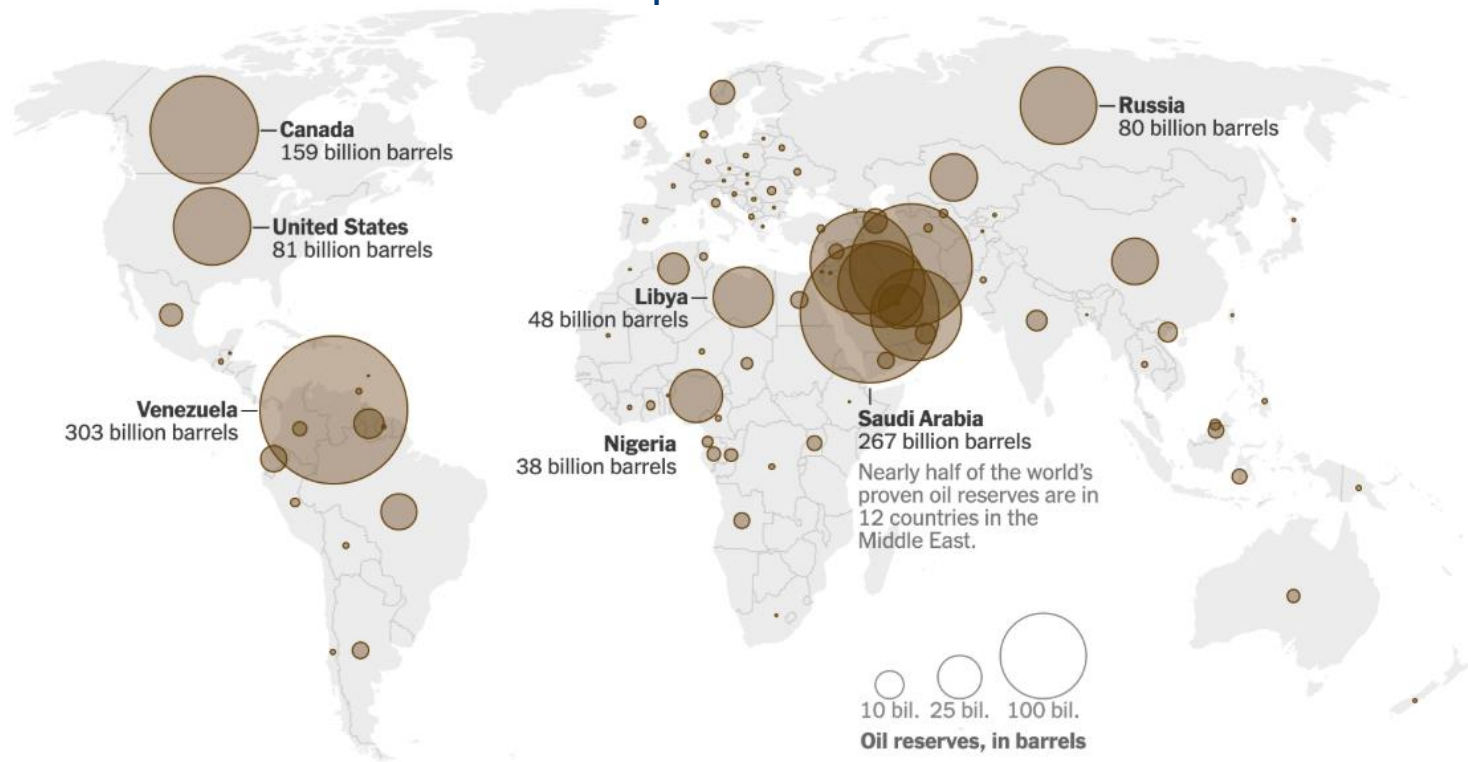 Canada
159 billion barrels
United States
81 billion barrels
Russia
80 billion barrels
Libya
48 billion barrels
Venezuela
303 billion barrels
Nigeria
38 billion barrels
Saudi Arabia
267 billion barrels
Nearly half of the world’s
proven oil reserves are in
12 countries in the
Middle East.
10 bil. 25 bil. 100 bil.
Oil reserves, in barrels